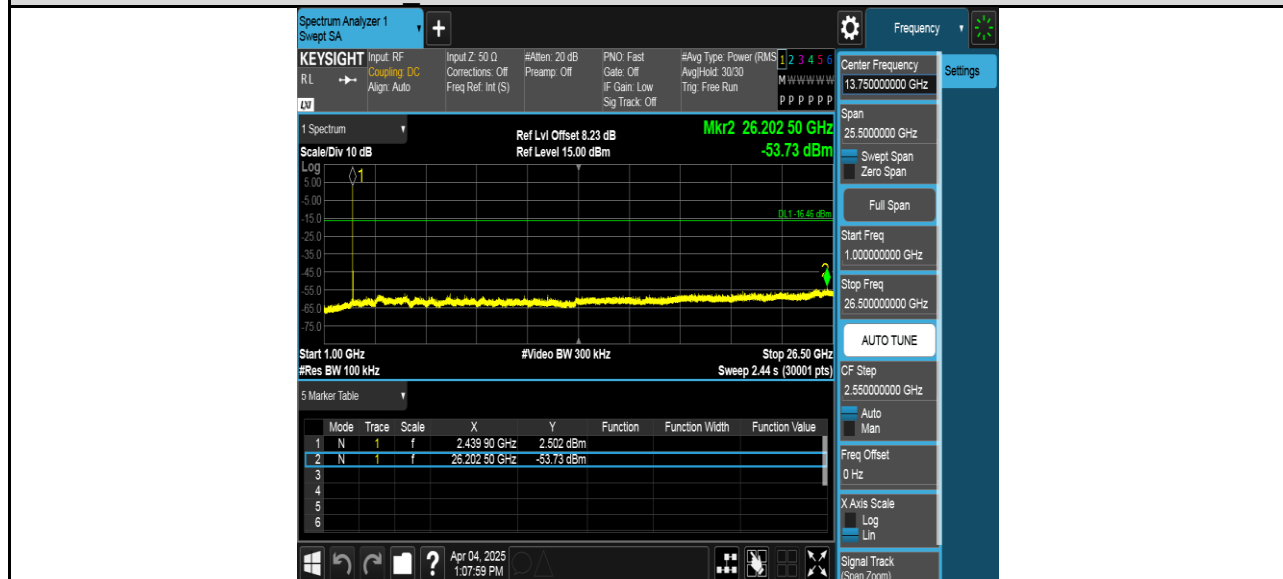 Spectrum Analyzer 1
Swept SA
+
Frequency
KEYSIGHT
RL
LXI
Input: RF
Coupling: DC
Align: Auto
Input Z: 50 Ω
Corrections: Off
Freq Ref: Int (S)
#Atten: 20 dB
Preamp: Off
PNO: Fast
Gate: Off
IF Gain: Low
Sig Track: Off
#Avg Type: Power (RMS
Avg|Hold: 30/30
Trig: Free Run
1 2 3 4 5 6
M W W W W W
P P P P P P
Center Frequency
13.750000000 GHz
Settings
1 Spectrum
Ref Lvl Offset 8.23 dB
Mkr2 26.202 50 GHz
Scale/Div 10 dB
Ref Level 15.00 dBm
-53.73 dBm
Log
5.00
-5.00
-15.0
-25.0
-35.0
-45.0
-55.0
-65.0
-75.0
1
DL1 -16.46 dBm
2
Start 1.00 GHz
#Video BW 300 kHz
Stop 26.50 GHz
#Res BW 100 kHz
Sweep 2.44 s (30001 pts)
Span
25.5000000 GHz
Swept Span
Zero Span
Full Span
Start Freq
1.000000000 GHz
Stop Freq
26.500000000 GHz
AUTO TUNE
CF Step
2.550000000 GHz
Auto
Man
Freq Offset
0 Hz
X Axis Scale
Log
Lin
Signal Track
(Span Zoom)
5 Marker Table
Mode Trace Scale X Y Function Function Width Function Value
1 N 1 f 2.439 90 GHz 2.502 dBm
2 N 1 f 26.202 50 GHz -53.73 dBm
3
4
5
6
?
Apr 04, 2025
1:07:59 PM